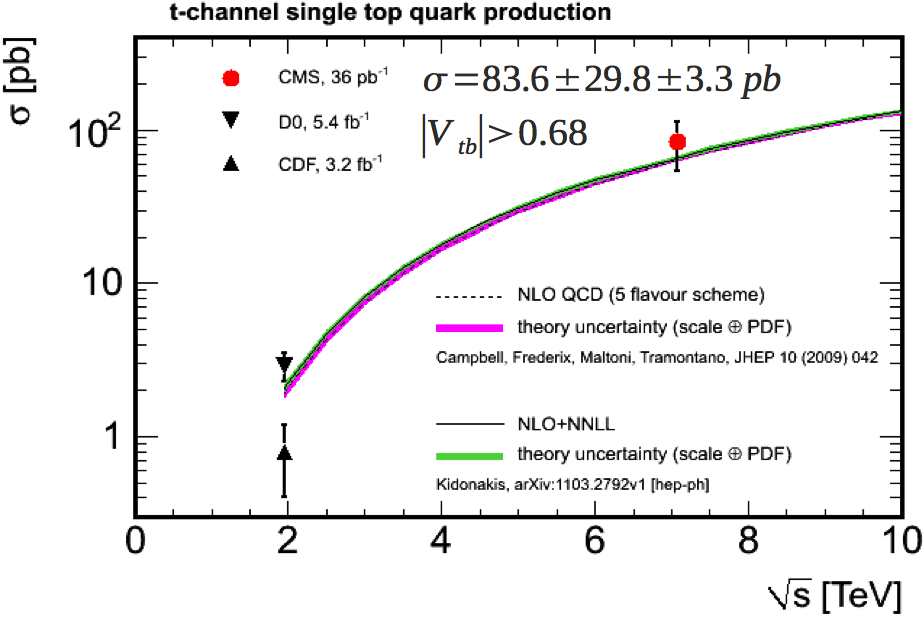 t-channel single top quark production
σ [pb]
CMS, 36 pb⁻¹
σ=83.6±29.8±3.3 pb
D0, 5.4 fb⁻¹
|V_tb|>0.68
CDF, 3.2 fb⁻¹
10²
10
1
NLO QCD (5 flavour scheme)
theory uncertainty (scale ⊕ PDF)
Campbell, Frederix, Maltoni, Tramontano, JHEP 10 (2009) 042
NLO+NNLL
theory uncertainty (scale ⊕ PDF)
Kidonakis, arXiv:1103.2792v1 [hep-ph]
0 2 4 6 8 10
√s [TeV]